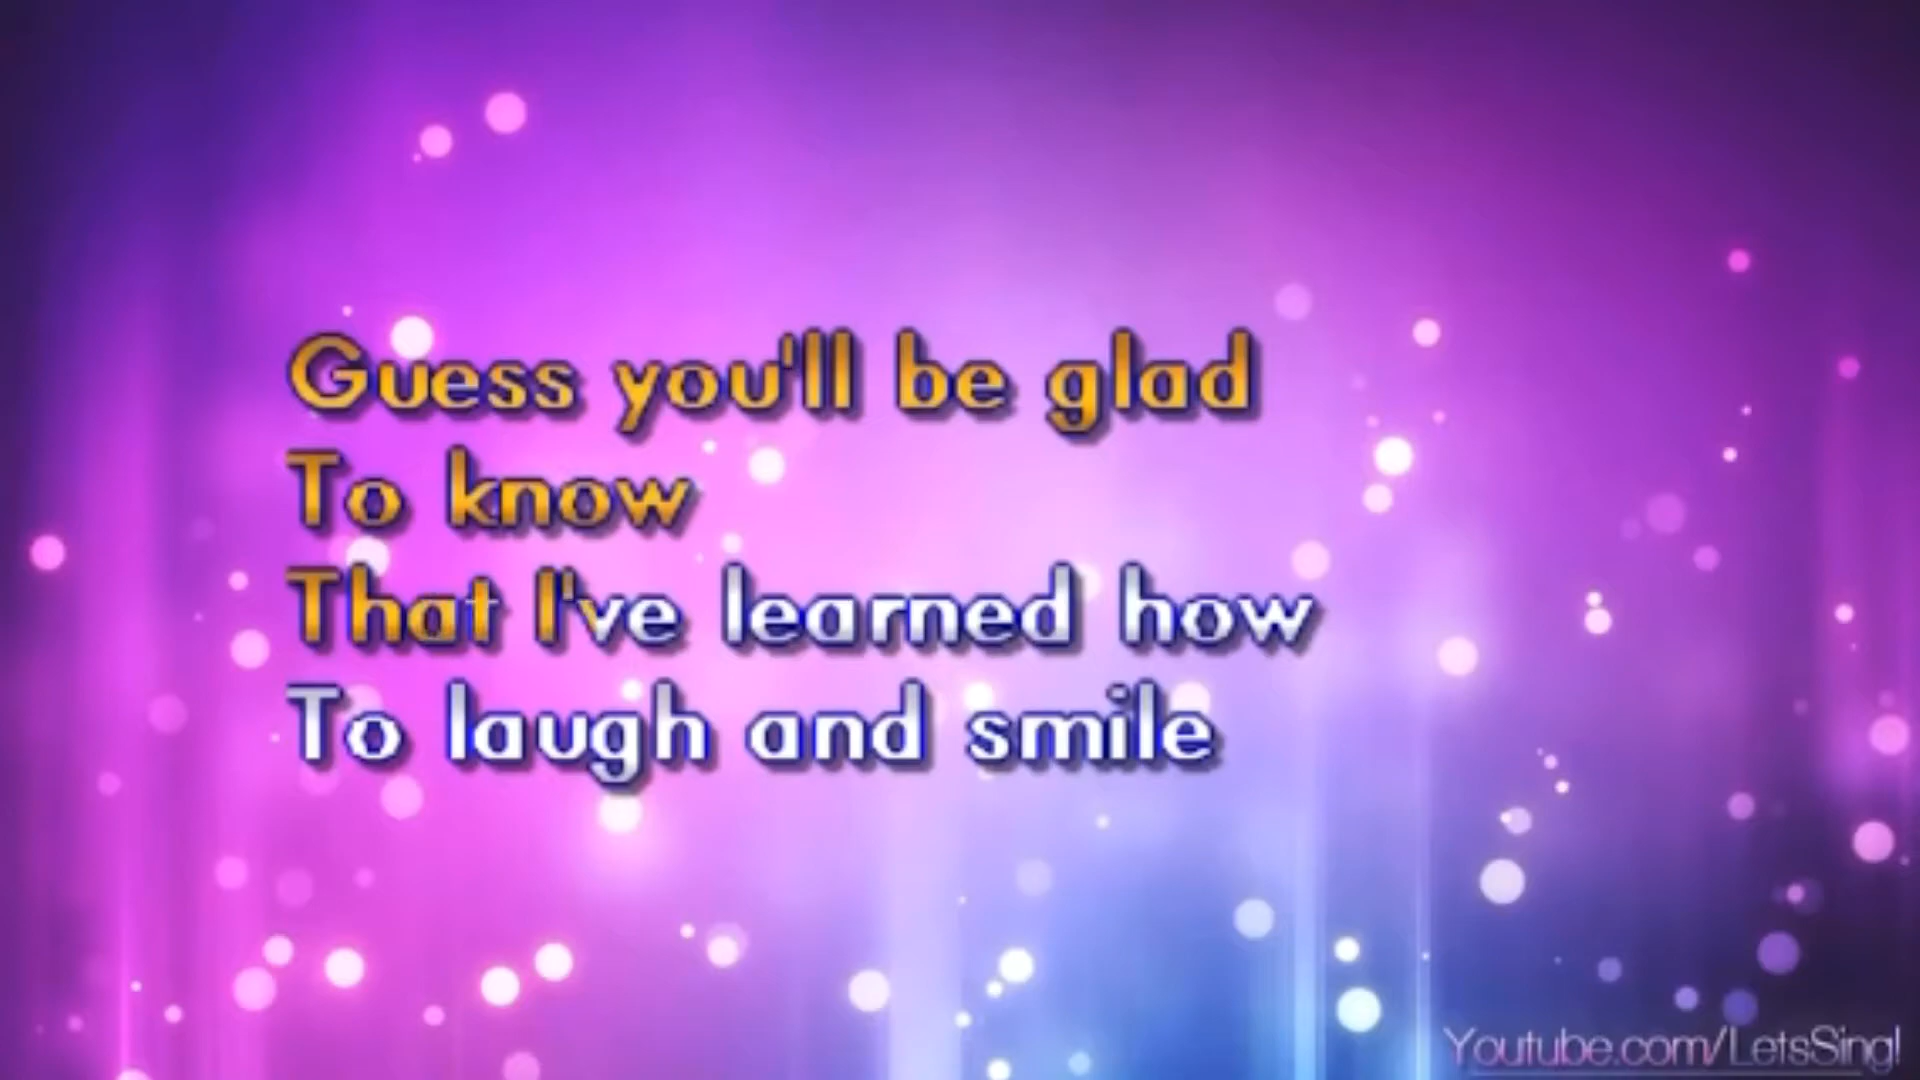 Guess you'll be glad
To know
That I've learned how
To laugh and smile
Youtube.com/LetsSing!